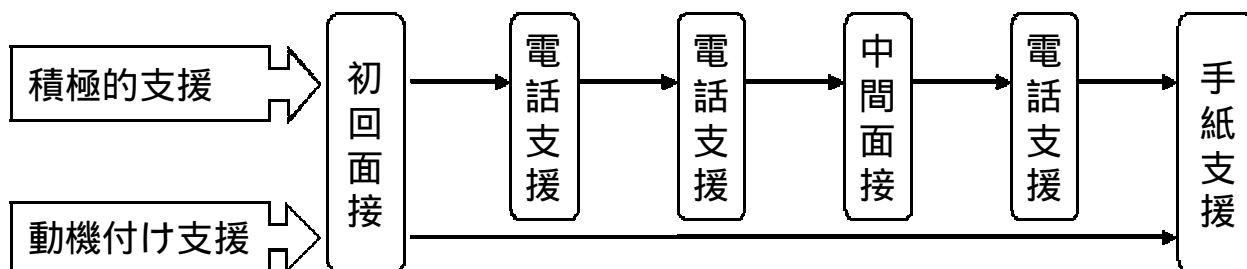 積極的支援
動機付け支援
初回面接
電話支援
電話支援
中間面接
電話支援
手紙支援